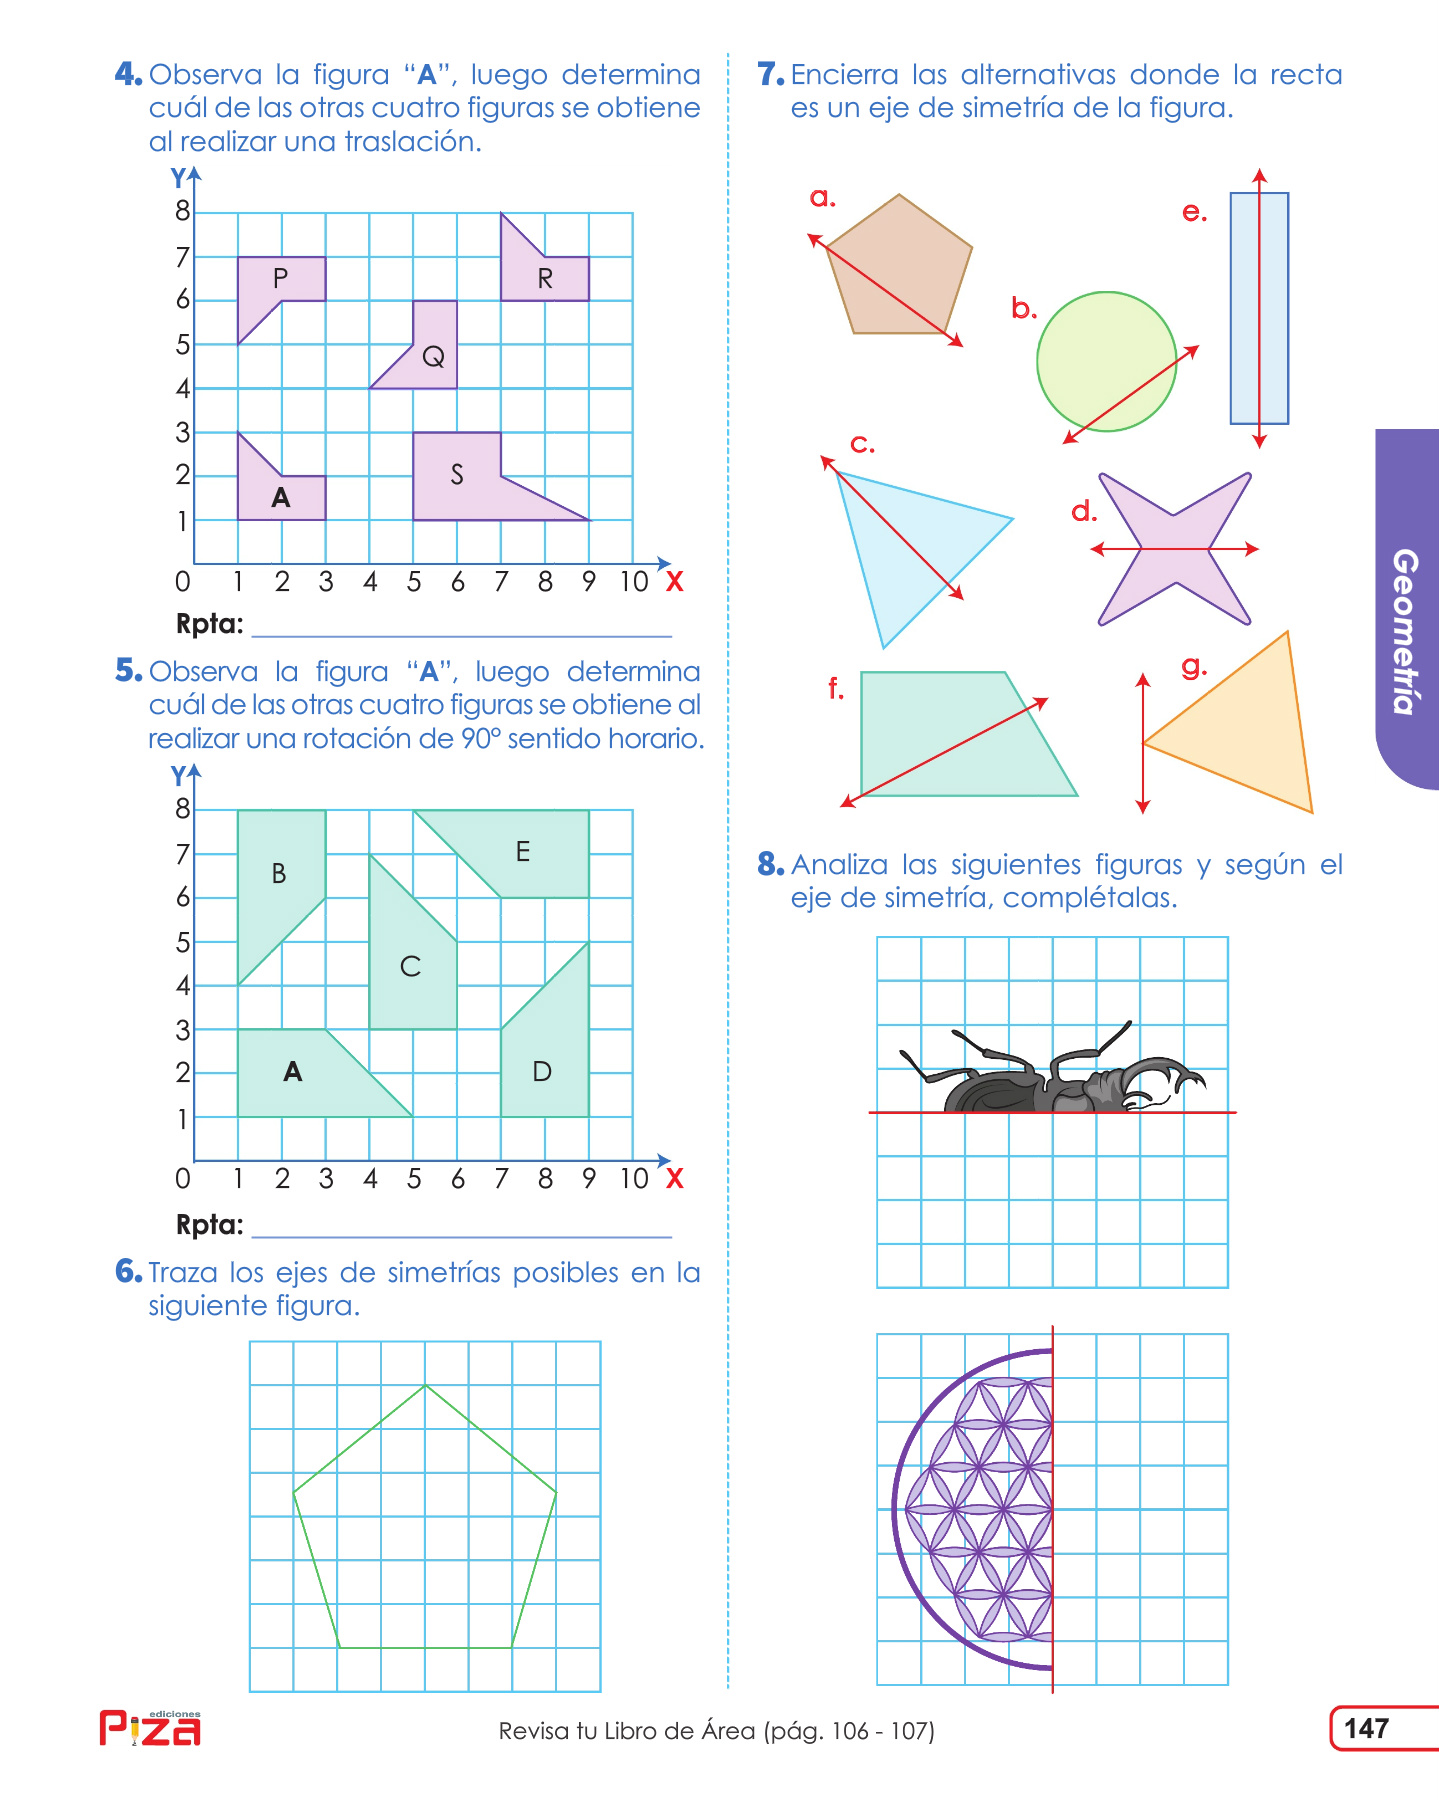 4. Observa la figura “A”, luego determina
cuál de las otras cuatro figuras se obtiene
al realizar una traslación.
Y
8
7
6
5
4
3
2
1
0 1 2 3 4 5 6 7 8 9 10 X
P
R
Q
S
A
Rpta:
5. Observa la figura “A”, luego determina
cuál de las otras cuatro figuras se obtiene al
realizar una rotación de 90° sentido horario.
Y
8
7
6
5
4
3
2
1
0 1 2 3 4 5 6 7 8 9 10 X
B
E
C
A
D
Rpta:
6. Traza los ejes de simetrías posibles en la
siguiente figura.
7. Encierra las alternativas donde la recta
es un eje de simetría de la figura.
a.
e.
b.
c.
d.
f.
g.
8. Analiza las siguientes figuras y según el
eje de simetría, complétalas.
Geometría
ediciones
Piza
Revisa tu Libro de Área (pág. 106 - 107)
147